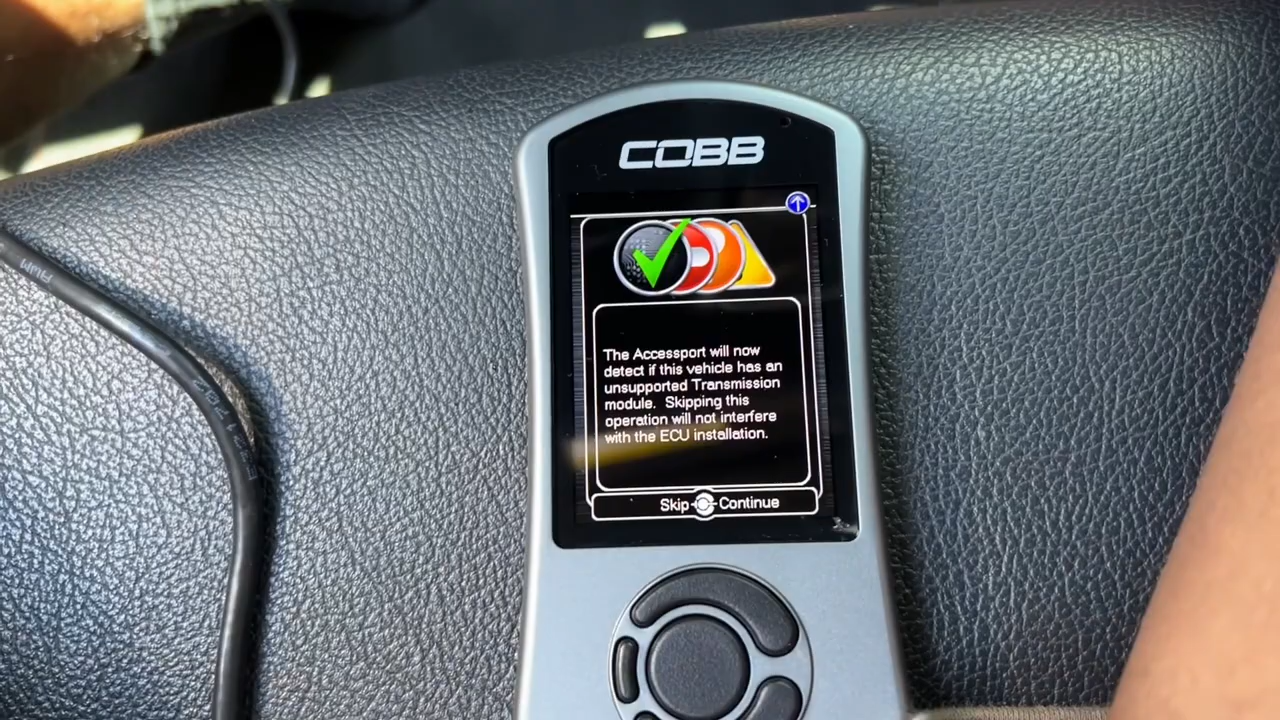 COBB
The Accessport will now
detect if this vehicle has an
unsupported Transmission
module. Skipping this
operation will not interfere
with the ECU installation.
Skip Continue
AWM